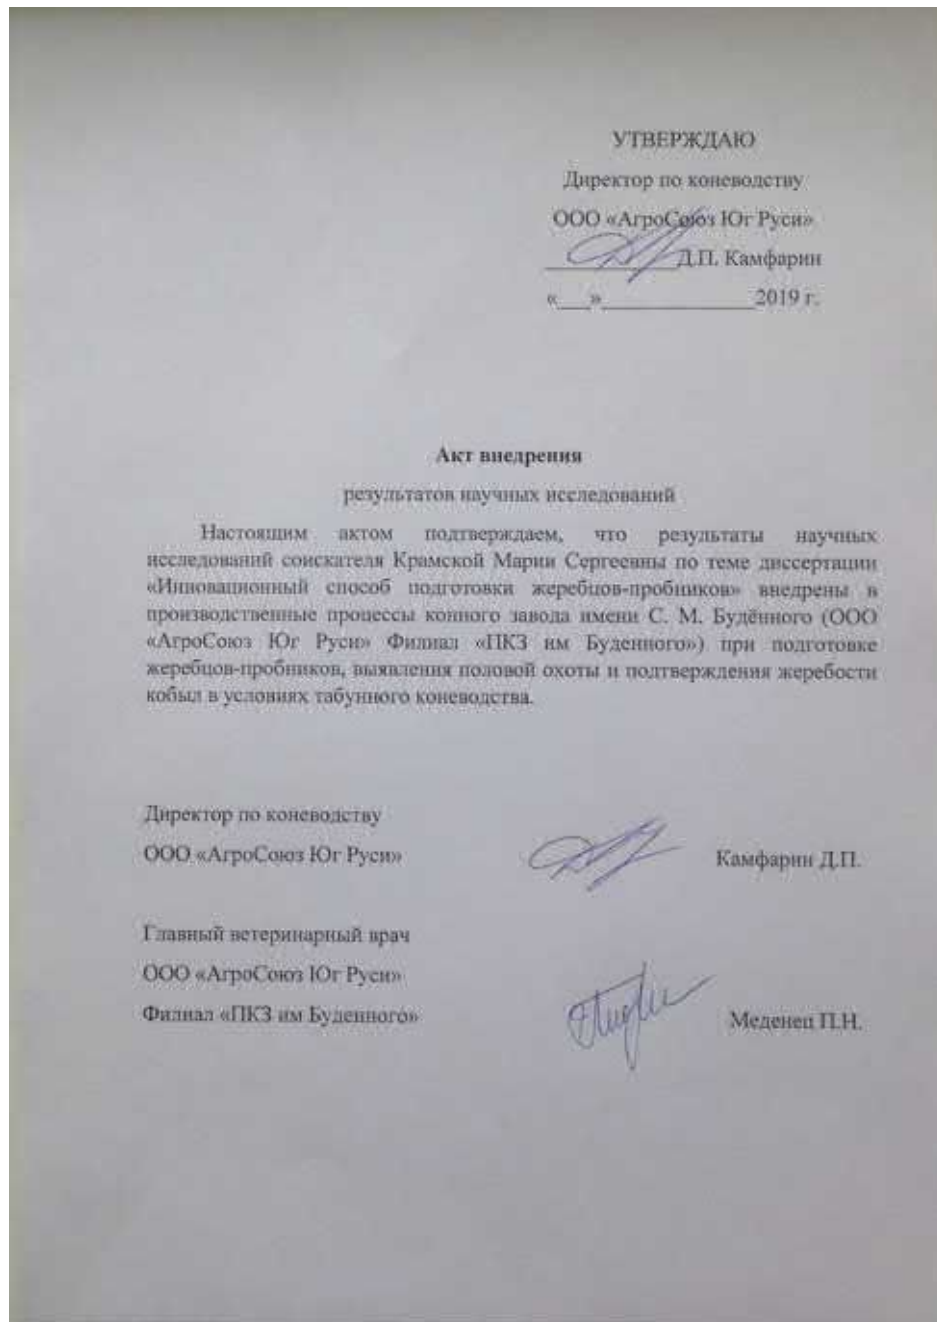 УТВЕРЖДАЮ
Директор по коневодству
ООО «АгроСоюз Юг Руси»
______________Д.П. Камфарин
«___»________________2019 г.
Акт внедрения
результатов научных исследований
Настоящим актом подтверждаем, что результаты научных
исследований соискателя Крамской Марии Сергеевны по теме диссертации
«Инновационный способ подготовки жеребцов-пробников» внедрены в
производственные процессы конного завода имени С. М. Будённого (ООО
«АгроСоюз Юг Руси» Филиал «ПКЗ им Буденного») при подготовке
жеребцов-пробников, выявления половой охоты и подтверждения жеребости
кобыл в условиях табунного коневодства.
Директор по коневодству
ООО «АгроСоюз Юг Руси» Камфарин Д.П.
Главный ветеринарный врач
ООО «АгроСоюз Юг Руси»
Филиал «ПКЗ им Буденного» Меденец П.Н.